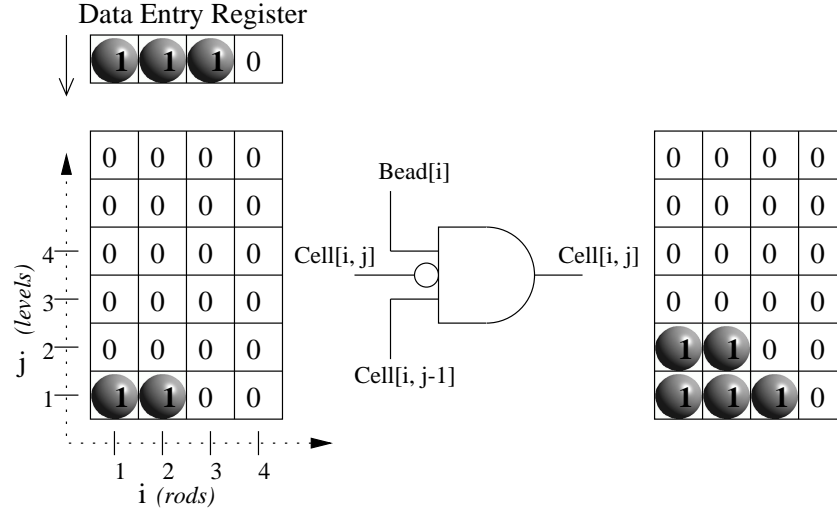 Data Entry Register
1 1 1 0
0 0 0 0 0 0 0 0
Bead[i]
0 0 0 0 0 0 0 0
4 0 0 0 0 Cell[i, j] Cell[i, j] 0 0 0 0
3 0 0 0 0 0 0 0 0
2 0 0 0 0 1 1 0 0
Cell[i, j-1]
1 1 1 0 0 1 1 1 0
j (levels)
1 2 3 4
i (rods)